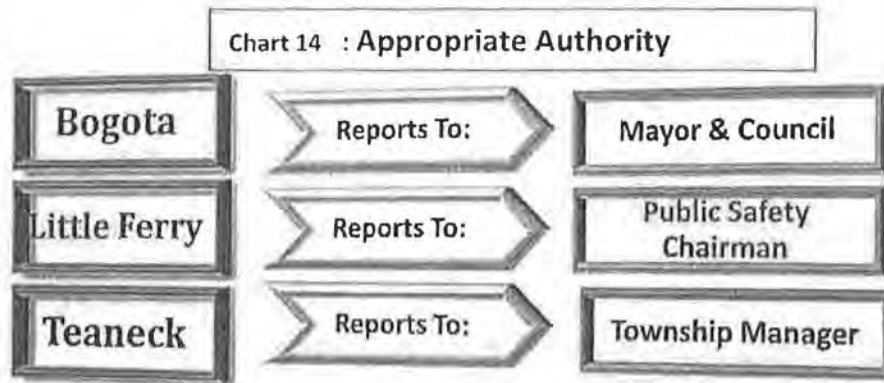 Chart 14 : Appropriate Authority
Bogota Reports To: Mayor & Council
Little Ferry Reports To: Public Safety
Chairman
Teaneck Reports To: Township Manager